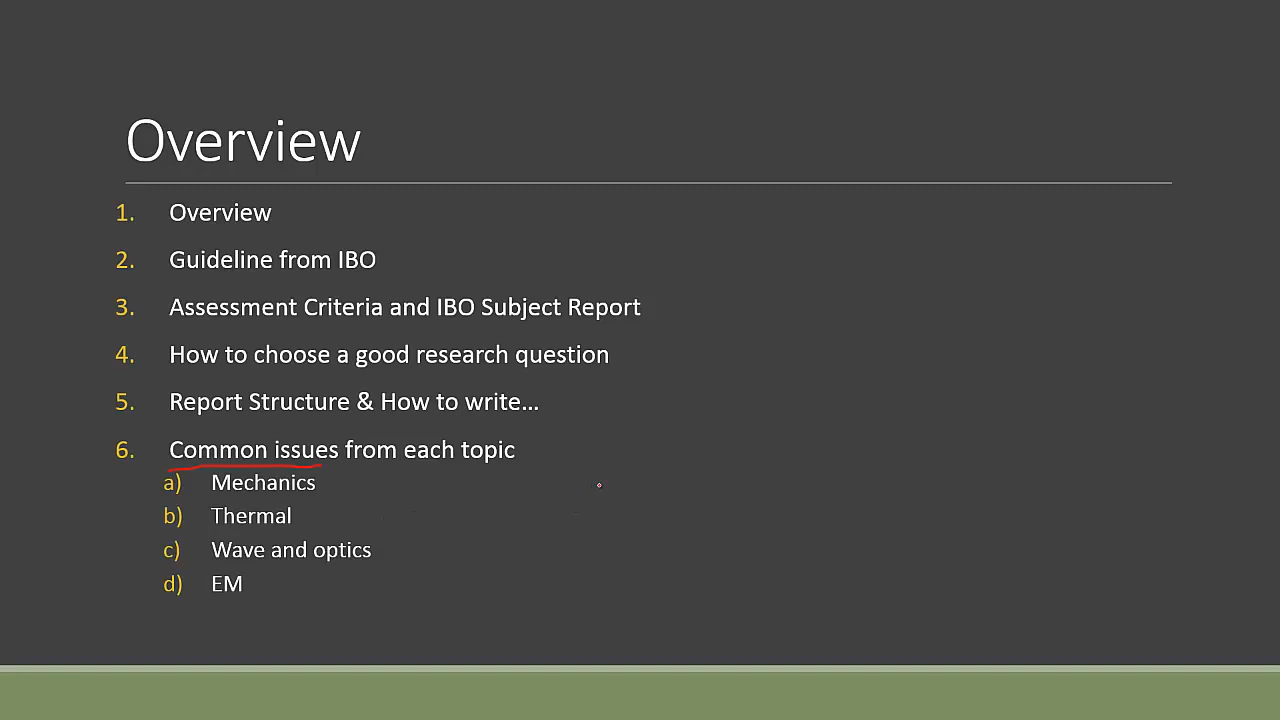 Overview
1. Overview
2. Guideline from IBO
3. Assessment Criteria and IBO Subject Report
4. How to choose a good research question
5. Report Structure & How to write…
6. Common issues from each topic
a) Mechanics
b) Thermal
c) Wave and optics
d) EM